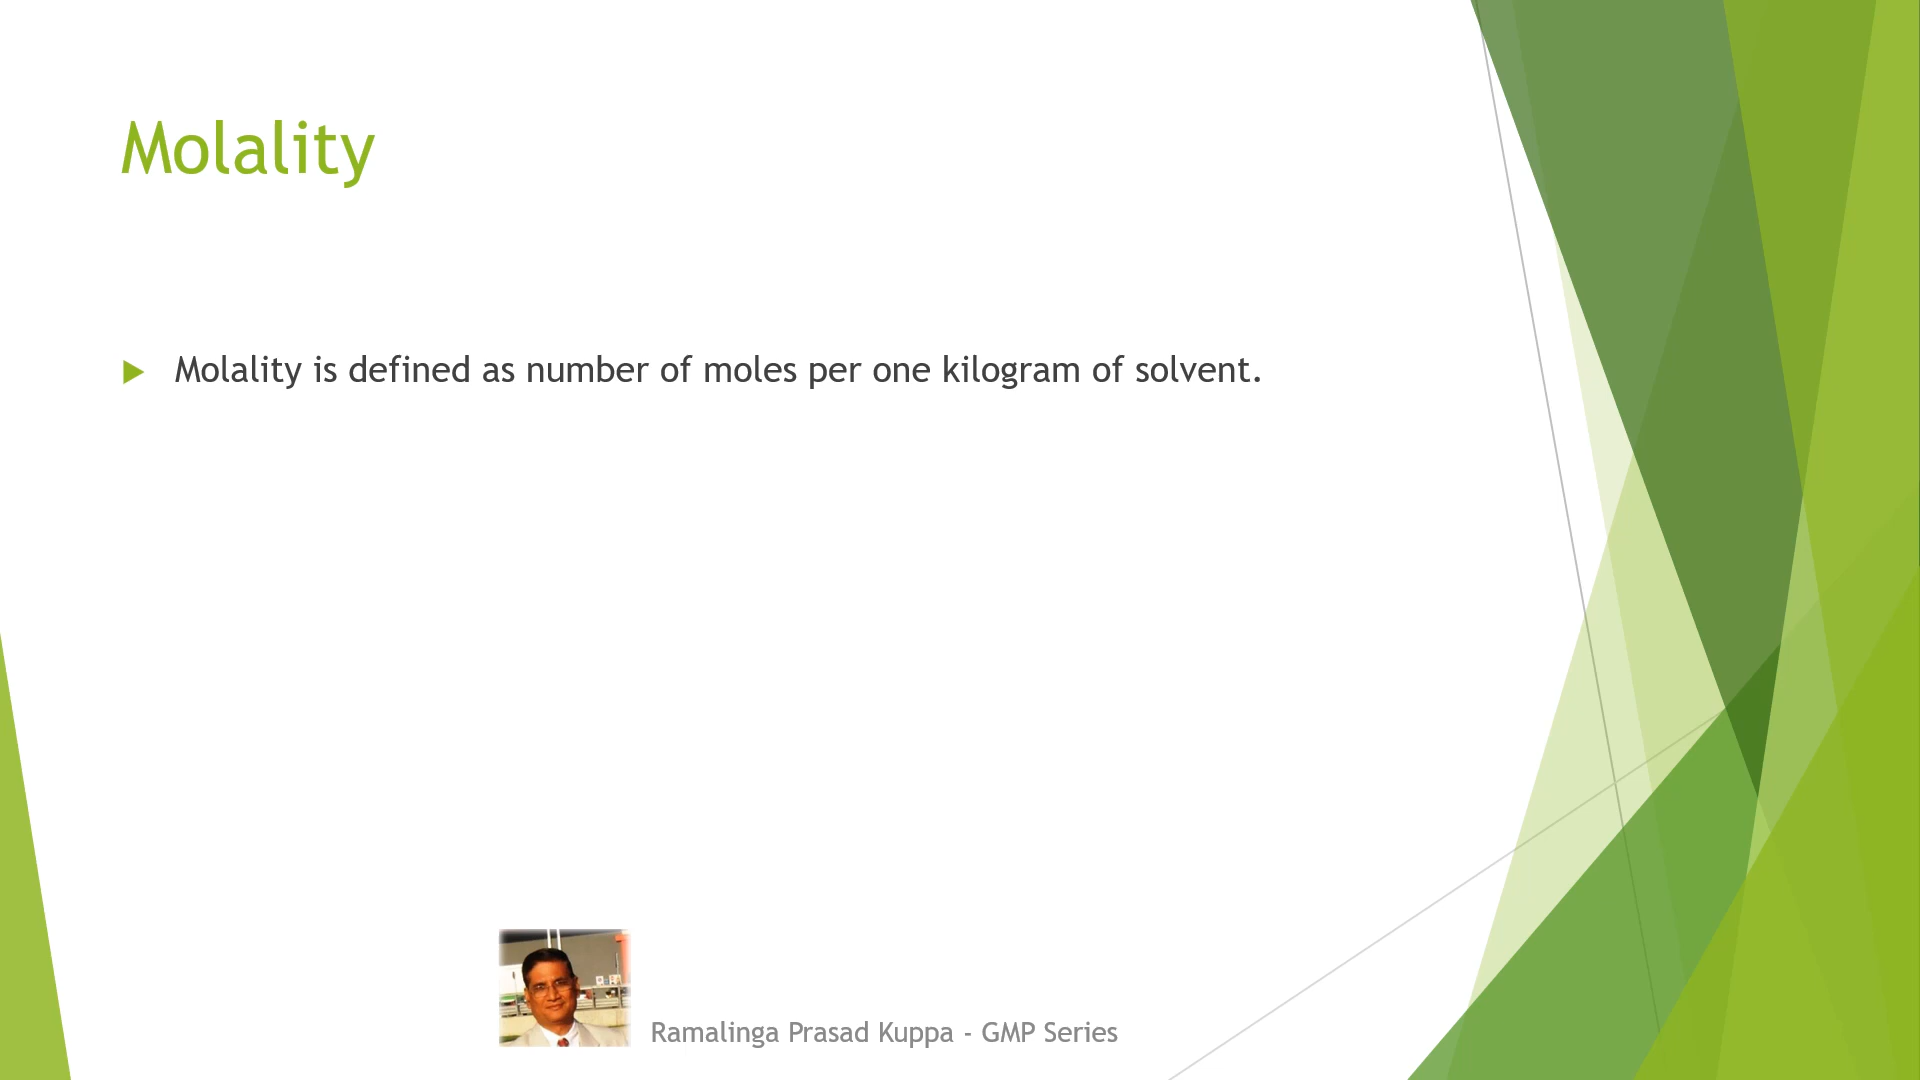 Molality
Molality is defined as number of moles per one kilogram of solvent.
Ramalinga Prasad Kuppa - GMP Series